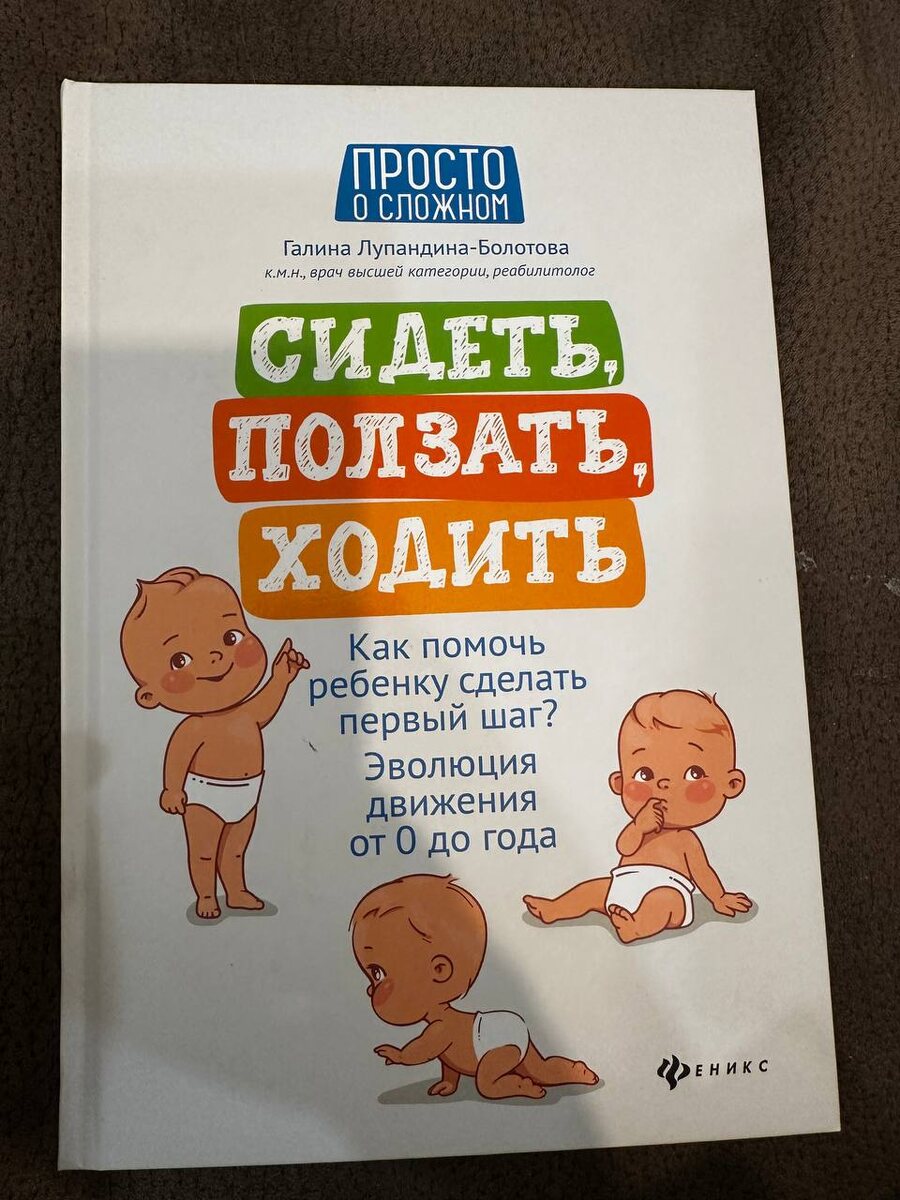 ПРОСТО
О СЛОЖНОМ
Галина Лупандина-Болотова
к.м.н., врач высшей категории, реабилитолог
СИДЕТЬ,
ПОЛЗАТЬ,
ХОДИТЬ
Как помочь
ребенку сделать
первый шаг?
Эволюция
движения
от 0 до года
ФЕНИКС